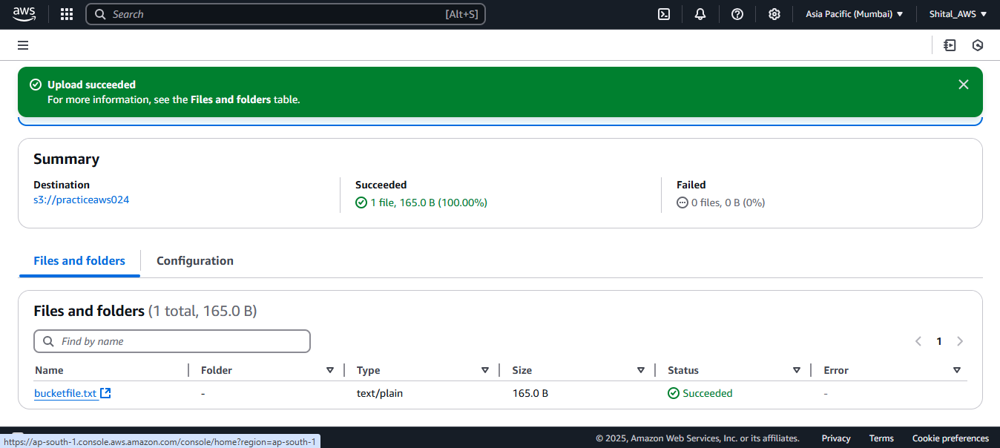 aws
Search [Alt+S] Asia Pacific (Mumbai) Shital_AWS
Upload succeeded
For more information, see the Files and folders table.
Summary
Destination Succeeded Failed
s3://practiceaws024 1 file, 165.0 B (100.00%) 0 files, 0 B (0%)
Files and folders Configuration
Files and folders (1 total, 165.0 B)
Find by name 1
Name Folder Type Size Status Error
bucketfile.txt - text/plain 165.0 B Succeeded -
https://ap-south-1.console.aws.amazon.com/console/home?region=ap-south-1 © 2025, Amazon Web Services, Inc. or its affiliates. Privacy Terms Cookie preferences